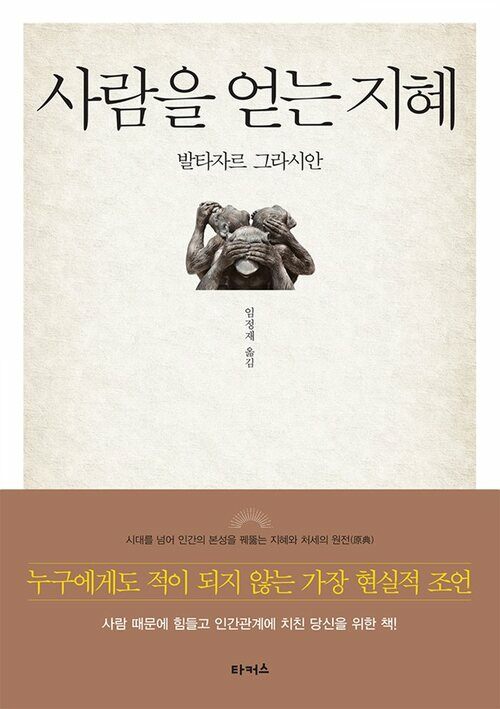 사람을 얻는 지혜
발타자르 그라시안
임정재 옮김
시대를 넘어 인간의 본성을 꿰뚫는 지혜와 처세의 원전(原典)
누구에게도 적이 되지 않는 가장 현실적 조언
사람 때문에 힘들고 인간관계에 치친 당신을 위한 책!
타커스